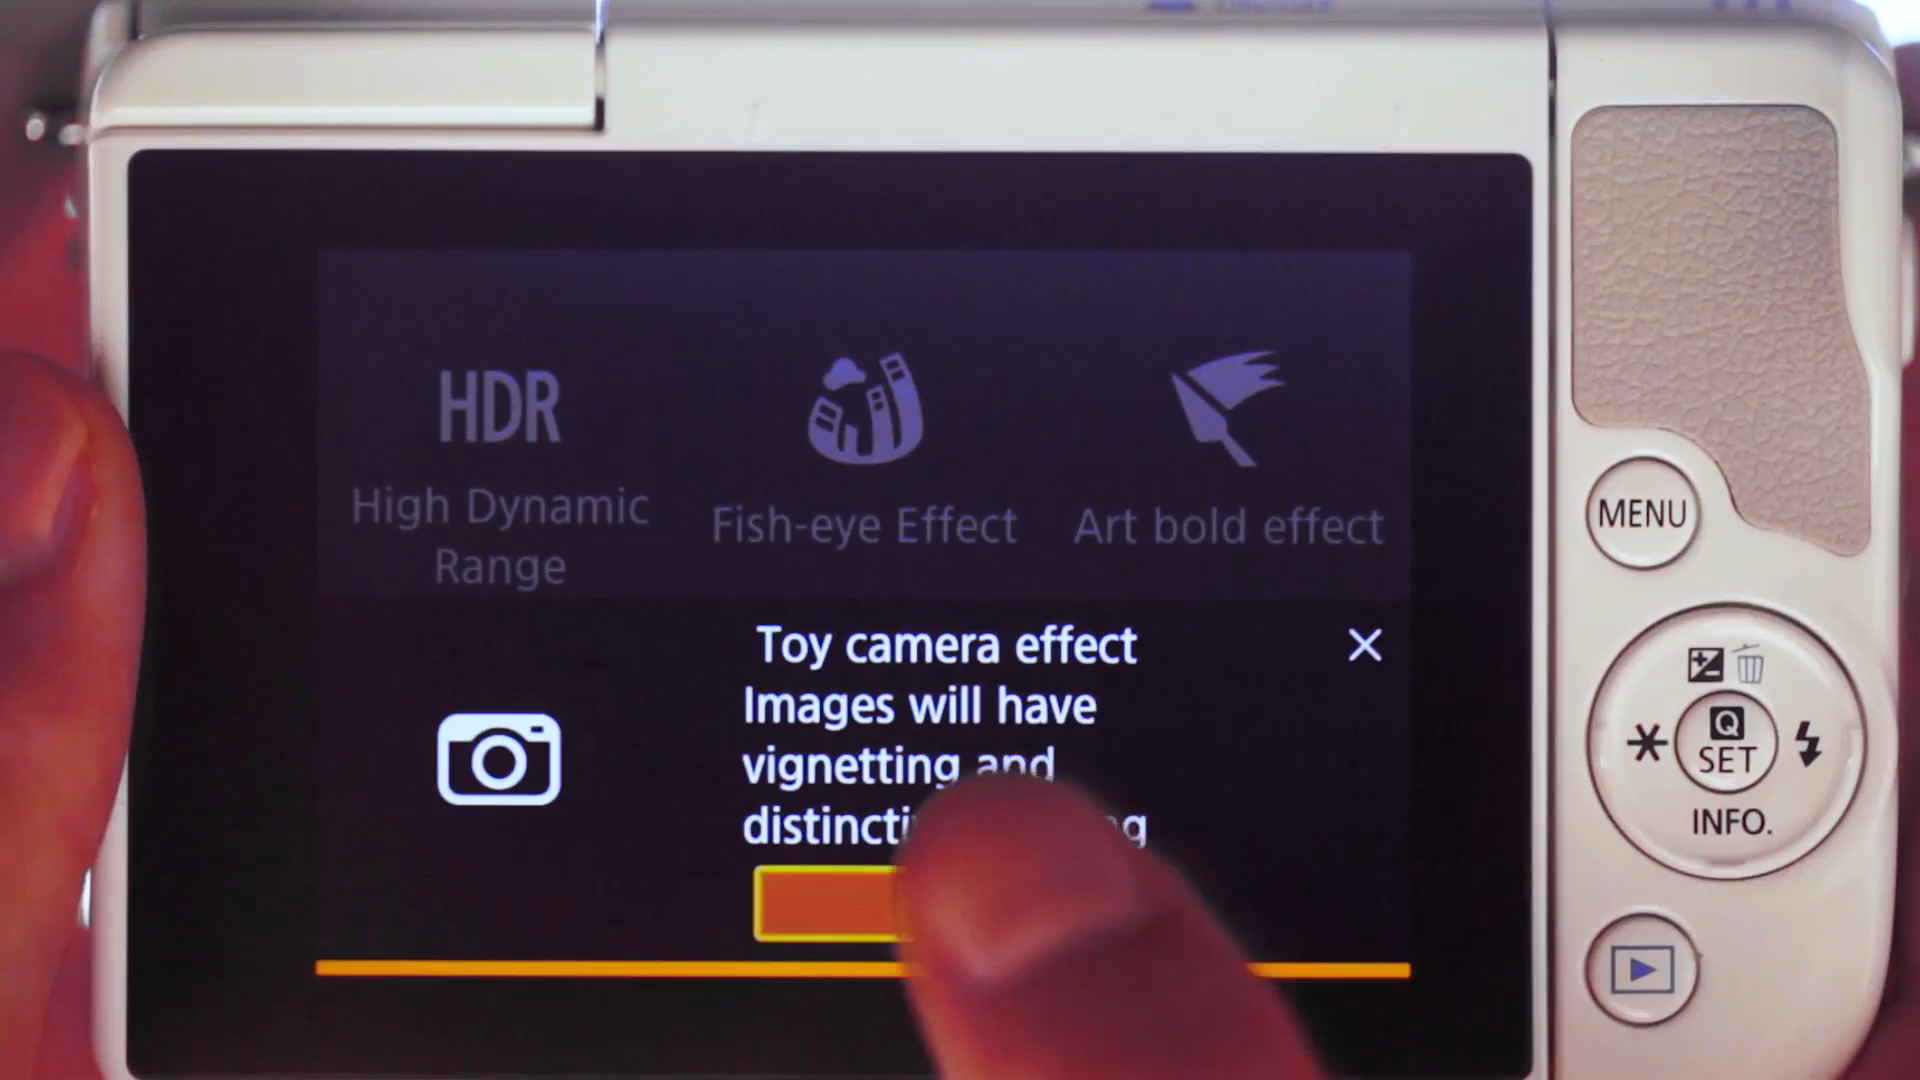 HDR
High Dynamic
Range
Fish-eye Effect
Art bold effect
Toy camera effect
Images will have
vignetting and
MENU
Q
SET
INFO.